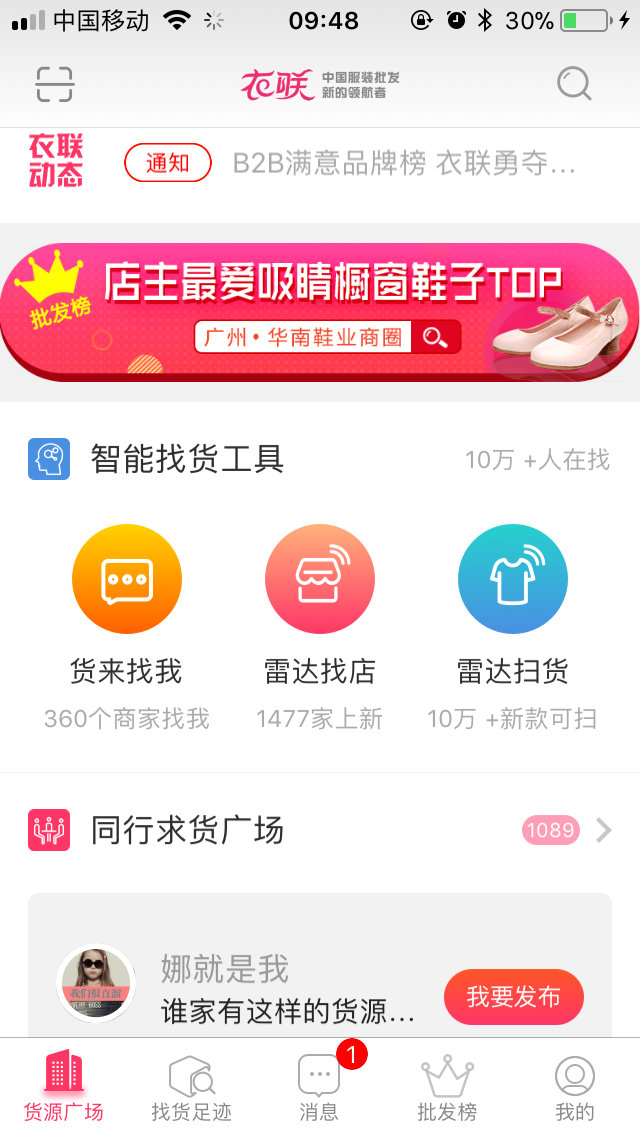 中国移动 09:48 30%
衣联 中国服装批发
新的领航者
衣联
动态
通知 B2B满意品牌榜 衣联勇夺...
店主最爱吸睛橱窗鞋子TOP
批发榜
广州·华南鞋业商圈
智能找货工具 10万 +人在找
货来找我 雷达找店 雷达扫货
360个商家找我 1477家上新 10万 +新款可扫
同行求货广场 1089
娜就是我
谁家有这样的货源...
我要发布
1
货源广场 找货足迹 消息 批发榜 我的